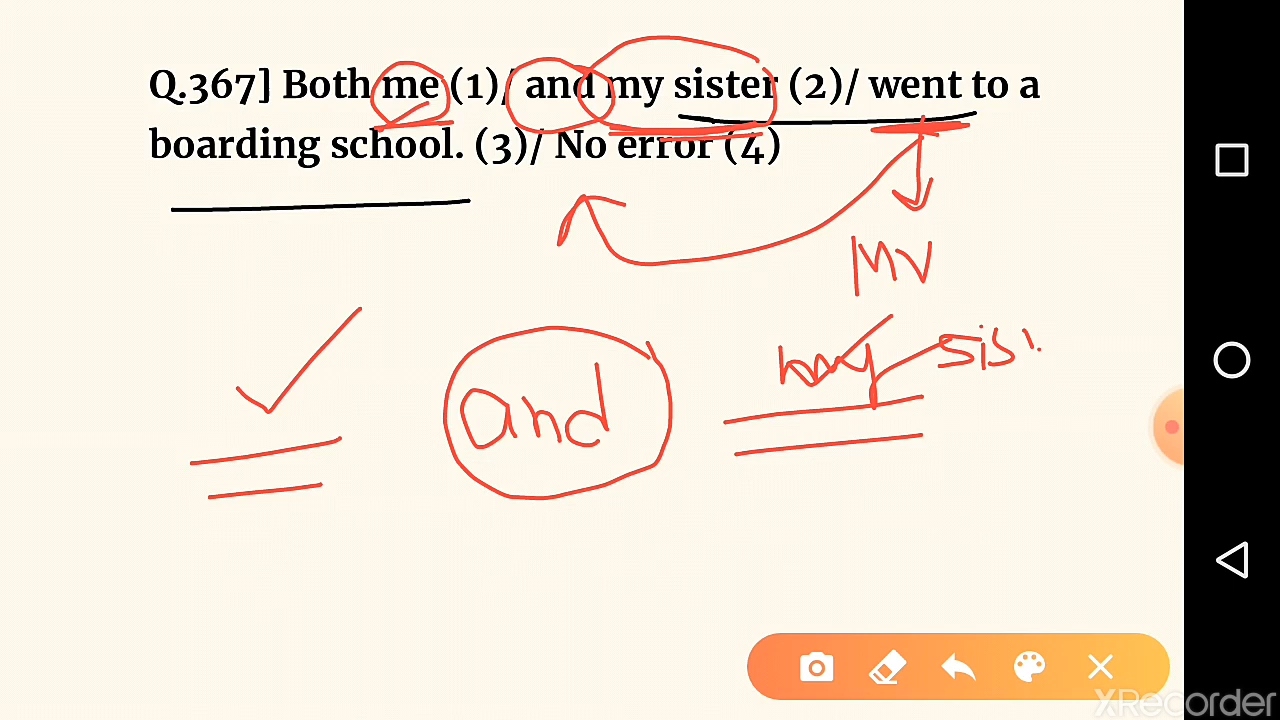 Q.367] Both me (1)/ and my sister (2)/ went to a
boarding school. (3)/ No error (4)
MV
and my sis.
XRecorder